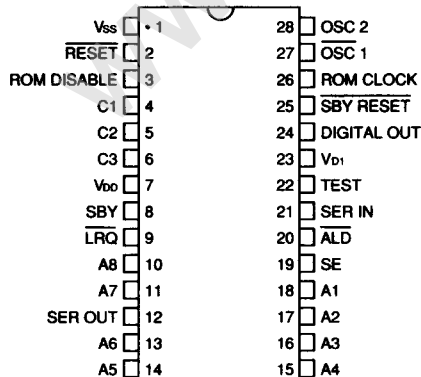 Vss 1 28 OSC 2
RESET 2 27 OSC 1
ROM DISABLE 3 26 ROM CLOCK
C1 4 25 SBY RESET
C2 5 24 DIGITAL OUT
C3 6 23 VD1
VDD 7 22 TEST
SBY 8 21 SER IN
LRQ 9 20 ALD
A8 10 19 SE
A7 11 18 A1
SER OUT 12 17 A2
A6 13 16 A3
A5 14 15 A4